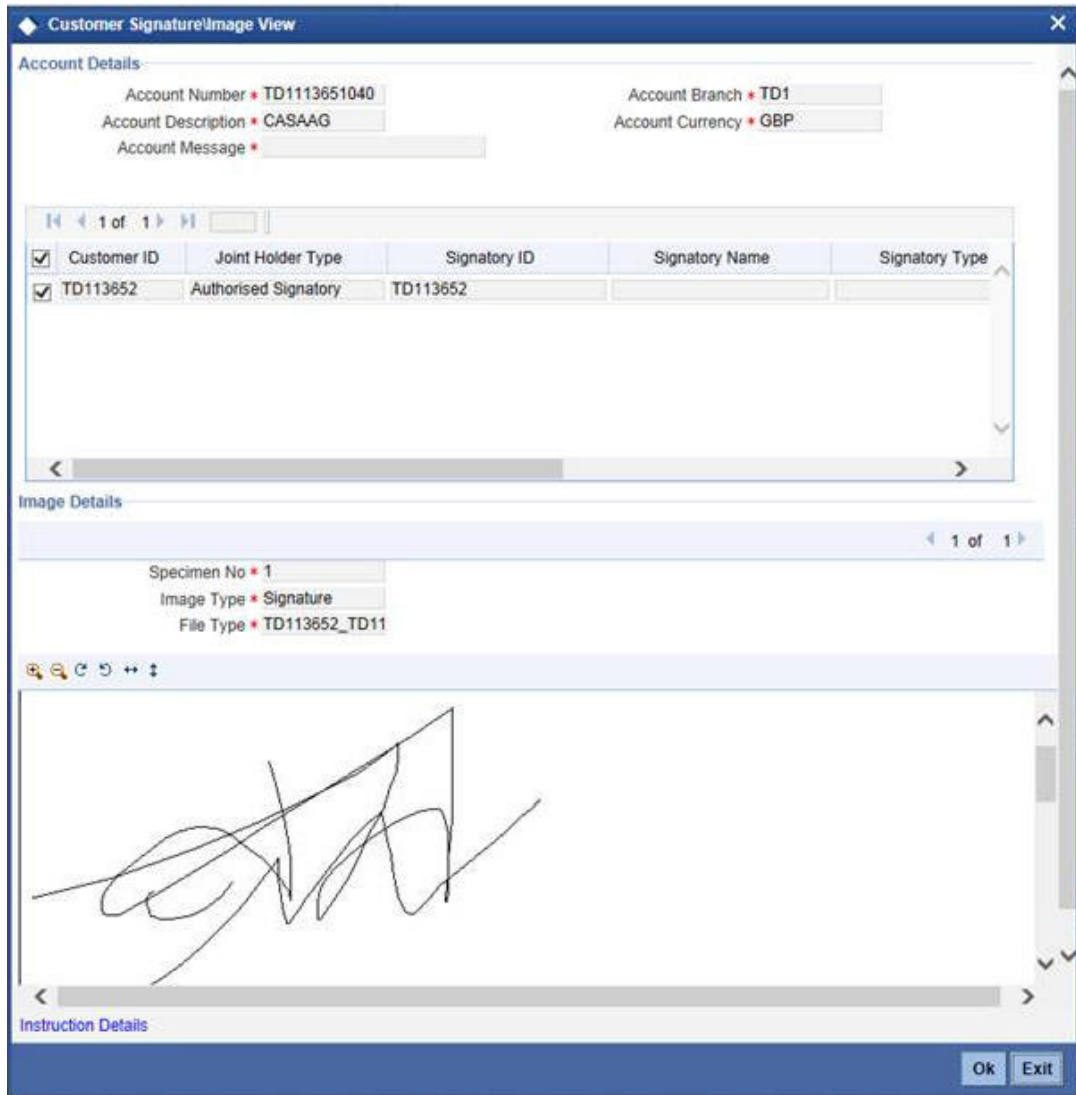 Customer Signature\Image View
Account Details
Account Number * TD1113651040 Account Branch * TD1
Account Description * CASAAG Account Currency * GBP
Account Message *
1 of 1
Customer ID Joint Holder Type Signatory ID Signatory Name Signatory Type
TD113652 Authorised Signatory TD113652
Image Details
1 of 1
Specimen No * 1
Image Type * Signature
File Type * TD113652_TD11
Instruction Details
Ok Exit